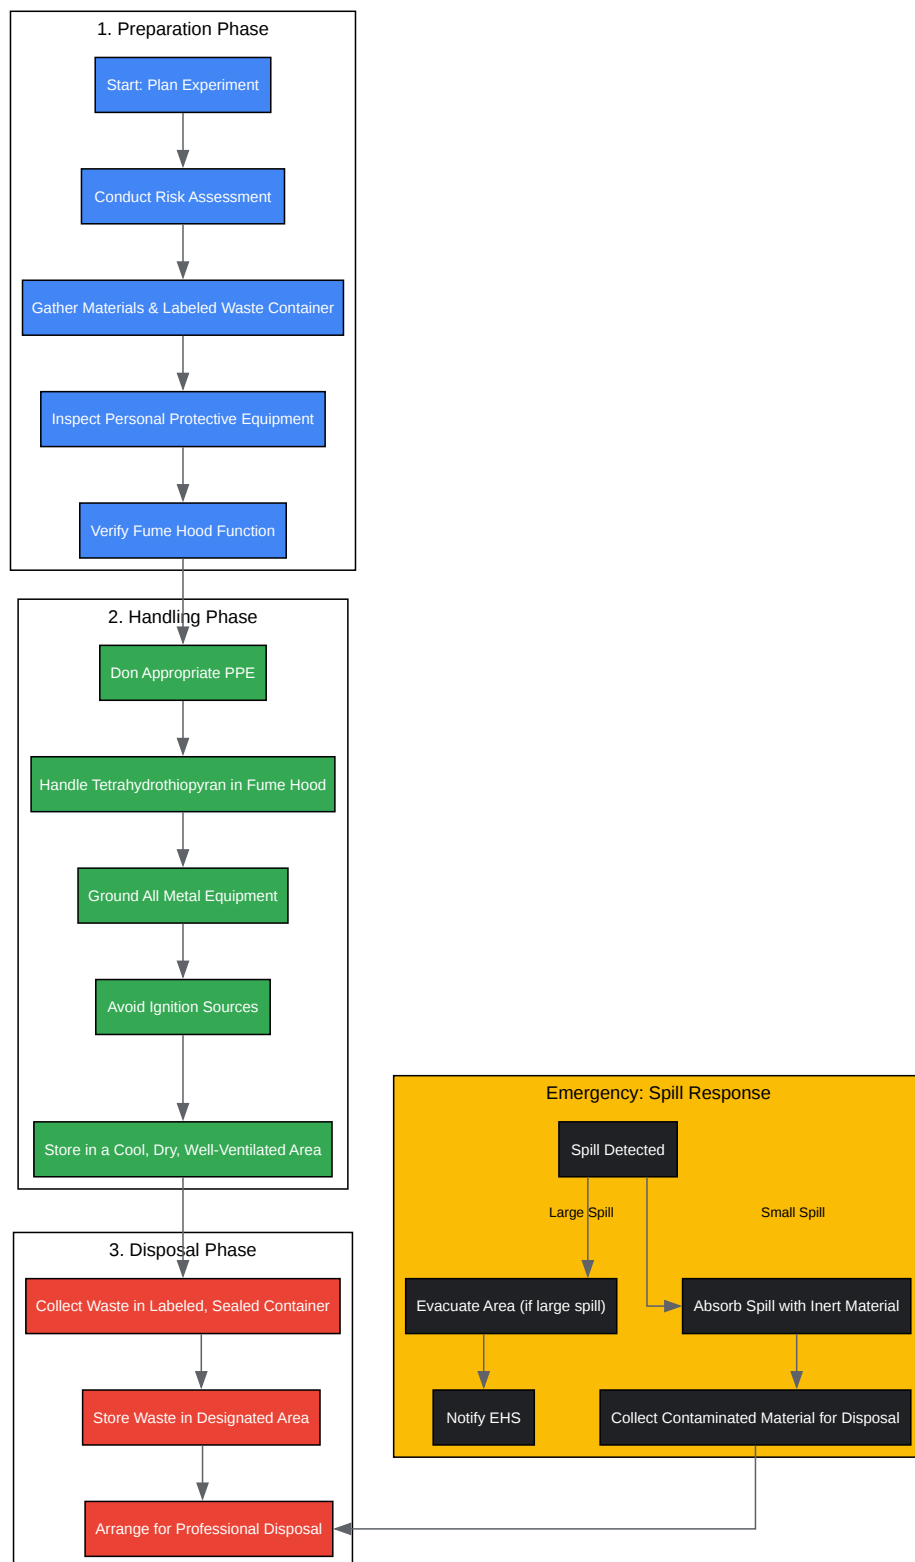 1. Preparation Phase
Start: Plan Experiment
Conduct Risk Assessment
Gather Materials & Labeled Waste Container
Inspect Personal Protective Equipment
Verify Fume Hood Function
2. Handling Phase
Don Appropriate PPE
Handle Tetrahydrothiopyran in Fume Hood
Ground All Metal Equipment
Avoid Ignition Sources
Store in a Cool, Dry, Well-Ventilated Area
3. Disposal Phase
Collect Waste in Labeled, Sealed Container
Store Waste in Designated Area
Arrange for Professional Disposal
Emergency: Spill Response
Spill Detected
Large Spill
Small Spill
Evacuate Area (if large spill)
Absorb Spill with Inert Material
Notify EHS
Collect Contaminated Material for Disposal